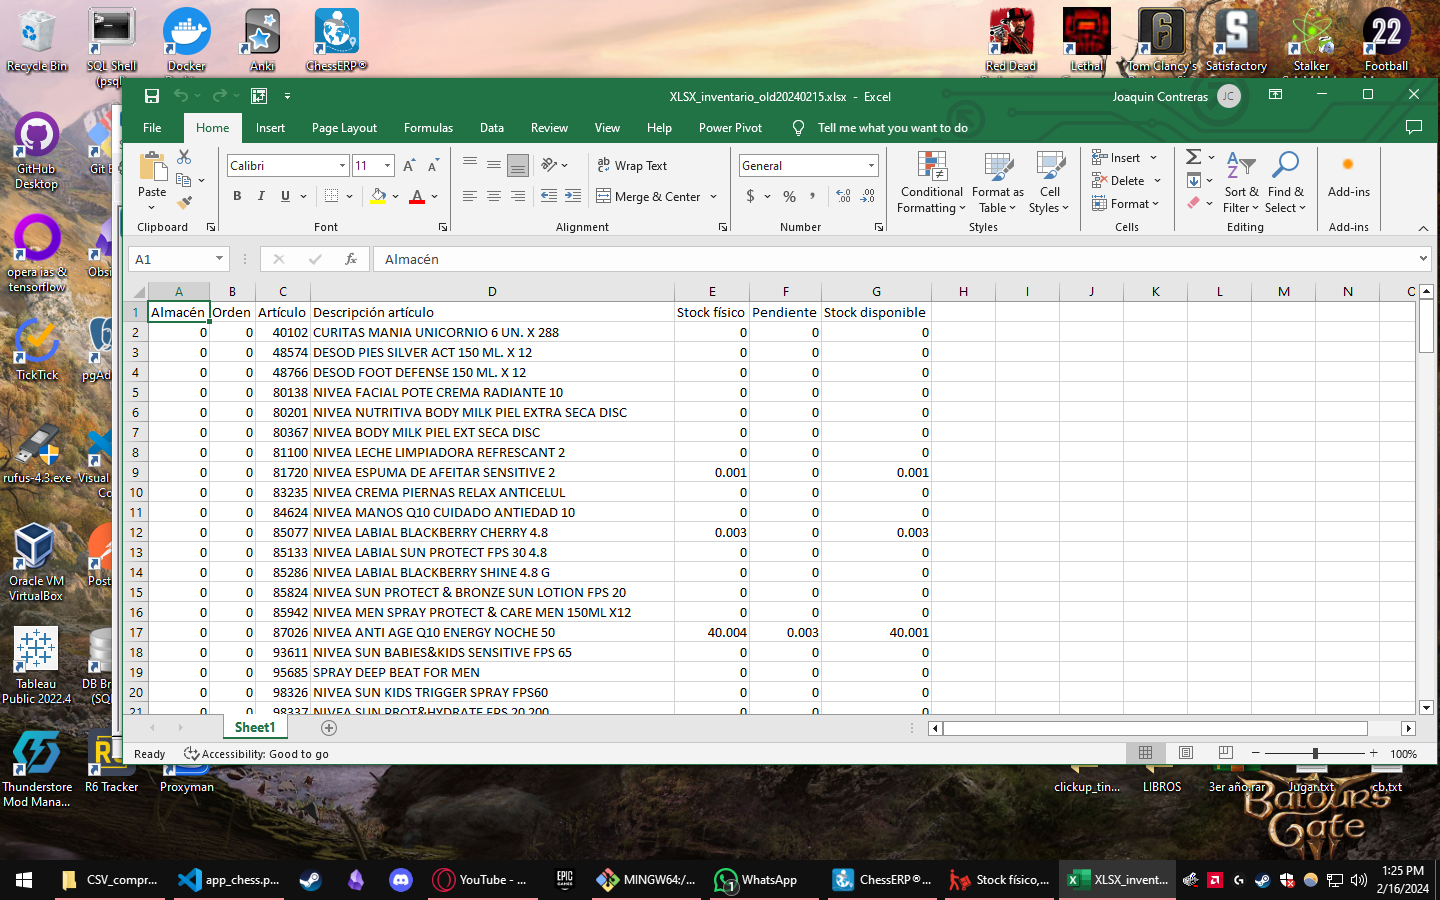 Recycle Bin
SQL Shell (psql)
Docker
Anki
ChessERP®
Red Dead
Lethal
Tom Clancy's
Satisfactory
Stalker
Football
22
XLSX_inventario_old20240215.xlsx - Excel
Joaquin Contreras
JC
File Home Insert Page Layout Formulas Data Review View Help Power Pivot Tell me what you want to do
GitHub Desktop
Git
opera ias & tensorflow
TickTick
rufus-4.3.exe
Visual
Oracle VM VirtualBox
Tableau Public 2022.4
DB Br
(SQ
Thunderstore Mod Mana...
R6 Tracker
Proxyman
Paste
Clipboard
Calibri 11
B I U
Font
Wrap Text
Merge & Center
Alignment
General
$ % ,
Number
Conditional Formatting
Format as Table
Cell Styles
Styles
Insert
Delete
Format
Cells
Sort & Filter
Find & Select
Editing
Add-ins
Add-ins
A1
fx
Almacén
A B C D E F G H I J K L M N O
1 Almacén Orden Artículo Descripción artículo Stock físico Pendiente Stock disponible
2 0 0 40102 CURITAS MANIA UNICORNIO 6 UN. X 288 0 0 0
3 0 0 48574 DESOD PIES SILVER ACT 150 ML. X 12 0 0 0
4 0 0 48766 DESOD FOOT DEFENSE 150 ML. X 12 0 0 0
5 0 0 80138 NIVEA FACIAL POTE CREMA RADIANTE 10 0 0 0
6 0 0 80201 NIVEA NUTRITIVA BODY MILK PIEL EXTRA SECA DISC 0 0 0
7 0 0 80367 NIVEA BODY MILK PIEL EXT SECA DISC 0 0 0
8 0 0 81100 NIVEA LECHE LIMPIADORA REFRESCANT 2 0 0 0
9 0 0 81720 NIVEA ESPUMA DE AFEITAR SENSITIVE 2 0.001 0 0.001
10 0 0 83235 NIVEA CREMA PIERNAS RELAX ANTICELUL 0 0 0
11 0 0 84624 NIVEA MANOS Q10 CUIDADO ANTIEDAD 10 0 0 0
12 0 0 85077 NIVEA LABIAL BLACKBERRY CHERRY 4.8 0.003 0 0.003
13 0 0 85133 NIVEA LABIAL SUN PROTECT FPS 30 4.8 0 0 0
14 0 0 85286 NIVEA LABIAL BLACKBERRY SHINE 4.8 G 0 0 0
15 0 0 85824 NIVEA SUN PROTECT & BRONZE SUN LOTION FPS 20 0 0 0
16 0 0 85942 NIVEA MEN SPRAY PROTECT & CARE MEN 150ML X12 0 0 0
17 0 0 87026 NIVEA ANTI AGE Q10 ENERGY NOCHE 50 40.004 0.003 40.001
18 0 0 93611 NIVEA SUN BABIES&KIDS SENSITIVE FPS 65 0 0 0
19 0 0 95685 SPRAY DEEP BEAT FOR MEN 0 0 0
20 0 0 98326 NIVEA SUN KIDS TRIGGER SPRAY FPS60 0 0 0
21 0 0 98337 NIVEA SUN PROT&HYDRATE FPS 20 200 0 0 0
Sheet1
Ready Accessibility: Good to go
100%
clickup_tin...
LIBROS
3er año.rar
Jugar.txt
cb.txt
Baldur's Gate
CSV_compr...
app_chess.p...
YouTube - ...
EPIC GAMES
MINGW64:/...
1
WhatsApp
ChessERP®...
Stock físico,...
XLSX_invent...
1:25 PM
2/16/2024